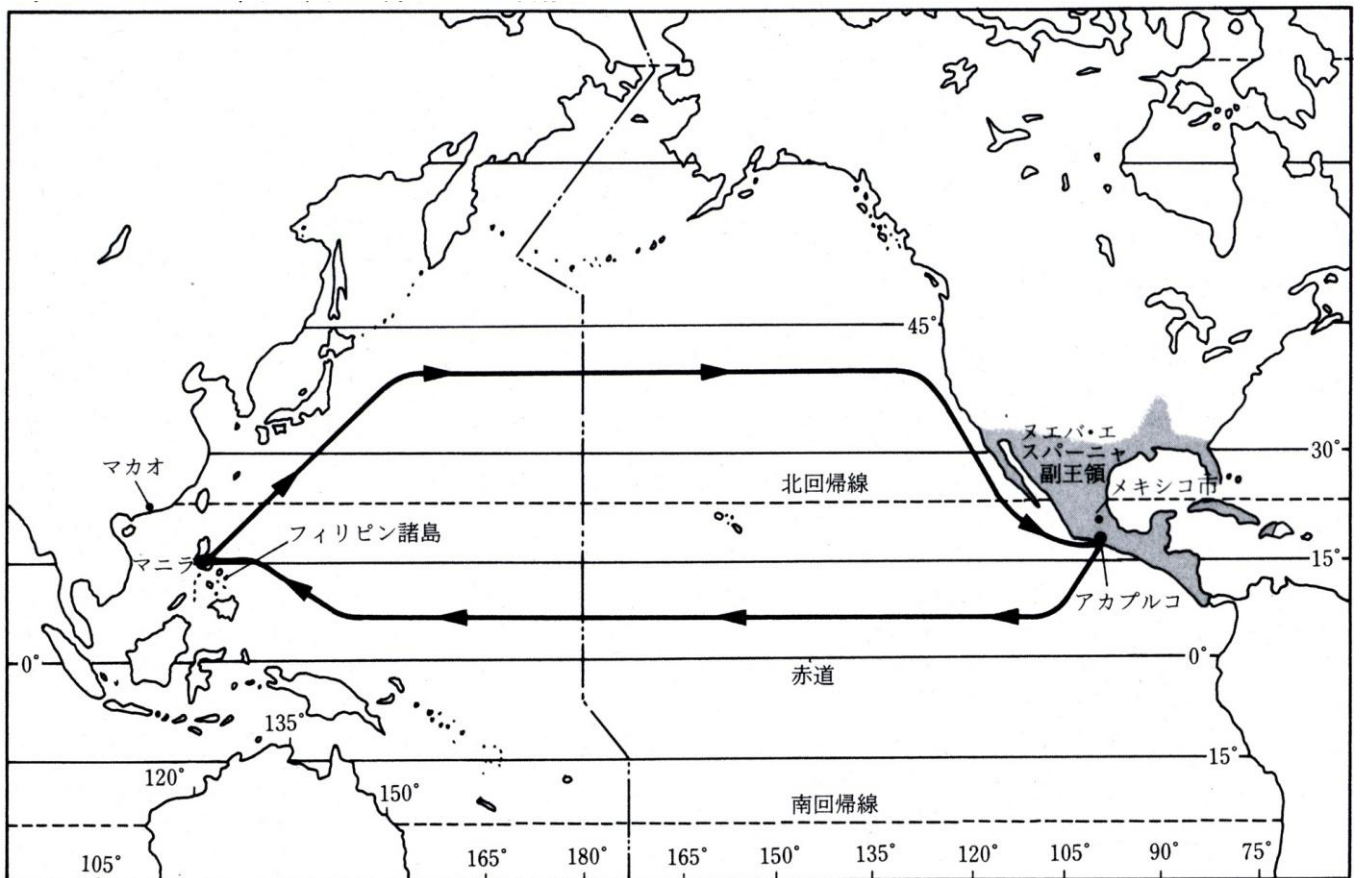 45°
ヌエバ・エ
スパーニャ
副王領
30°
マカオ
北回帰線
メキシコ市
フィリピン諸島
マニラ
15°
アカプルコ
0°
0°
赤道
135°
15°
120°
150°
南回帰線
105°
165°
180°
165°
150°
135°
120°
105°
90°
75°